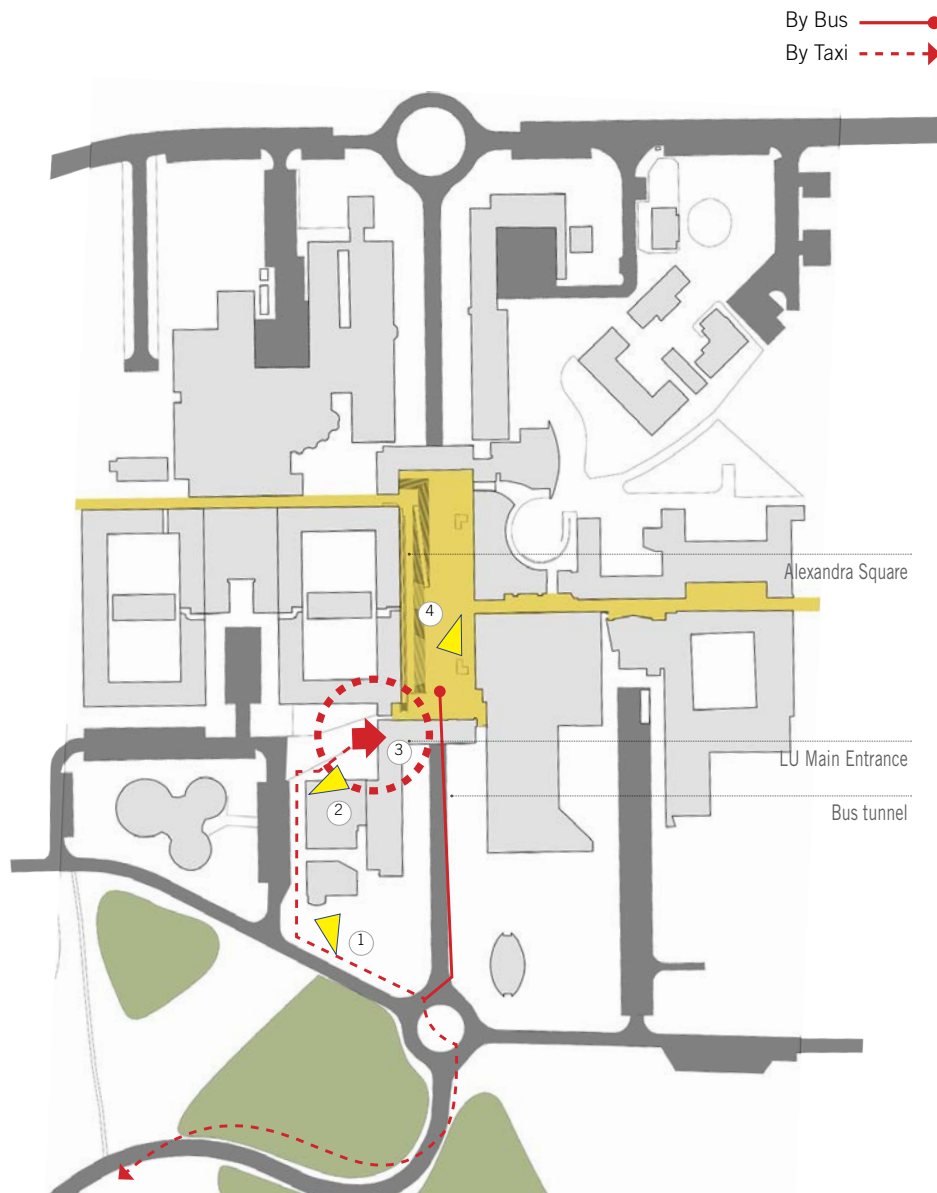 By Bus
By Taxi
Alexandra Square
4
3
LU Main Entrance
2
Bus tunnel
1